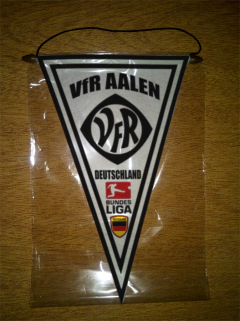 VfR AALEN
VfR
DEUTSCHLAND
BUNDES
LIGA